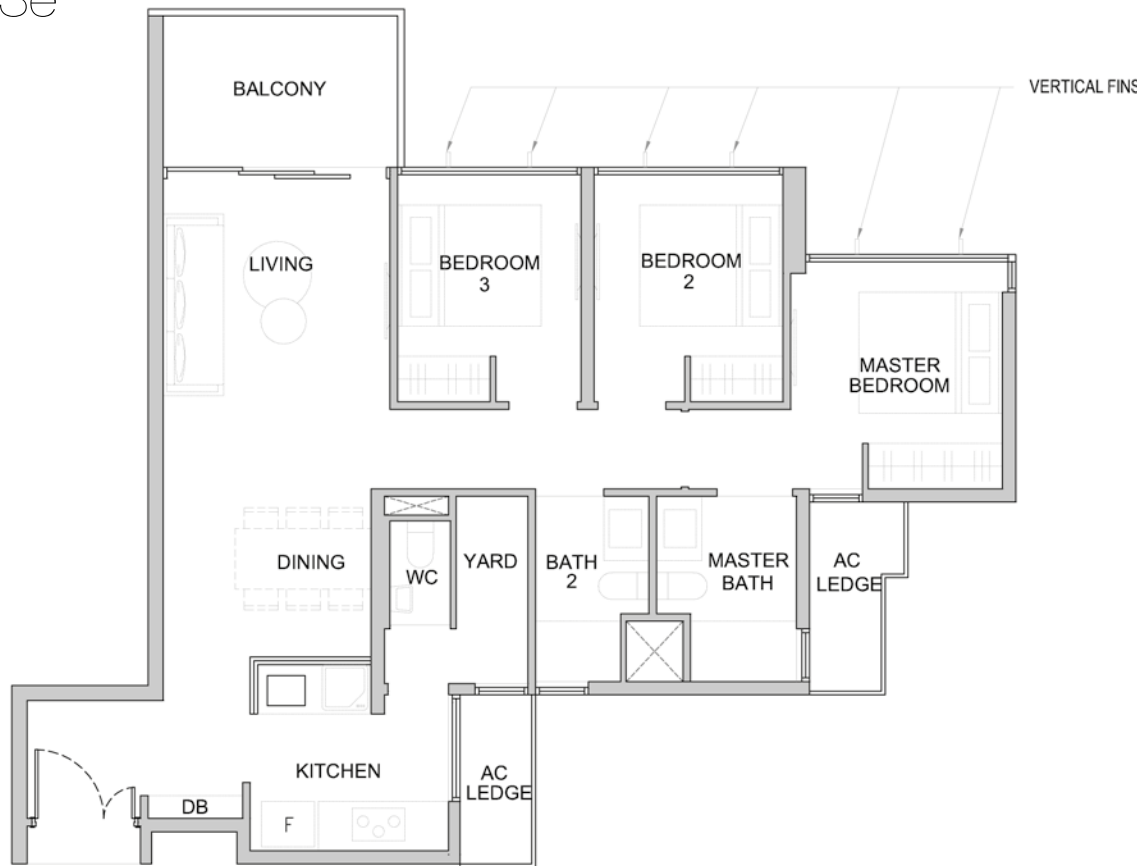 BALCONY
VERTICAL FINS
LIVING
BEDROOM
3
BEDROOM
2
MASTER
BEDROOM
DINING
WC
YARD
BATH
2
MASTER
BATH
AC
LEDGE
KITCHEN
AC
LEDGE
DB
F